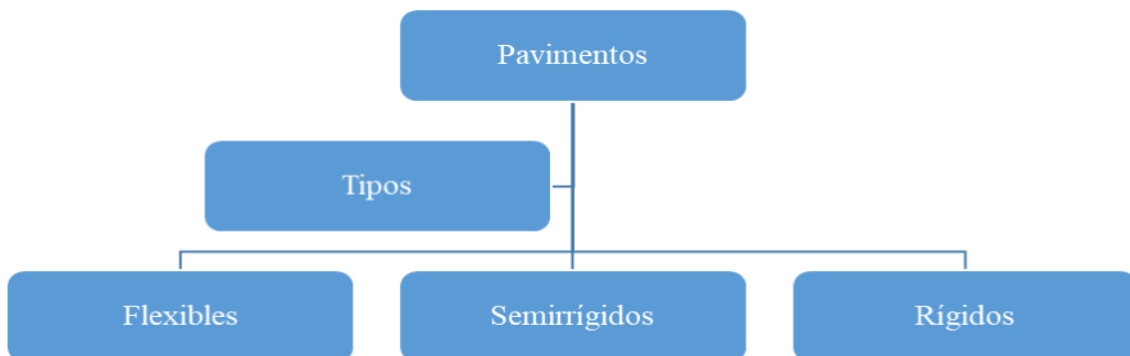 Pavimentos
Tipos
Flexibles
Semirrígidos
Rígidos